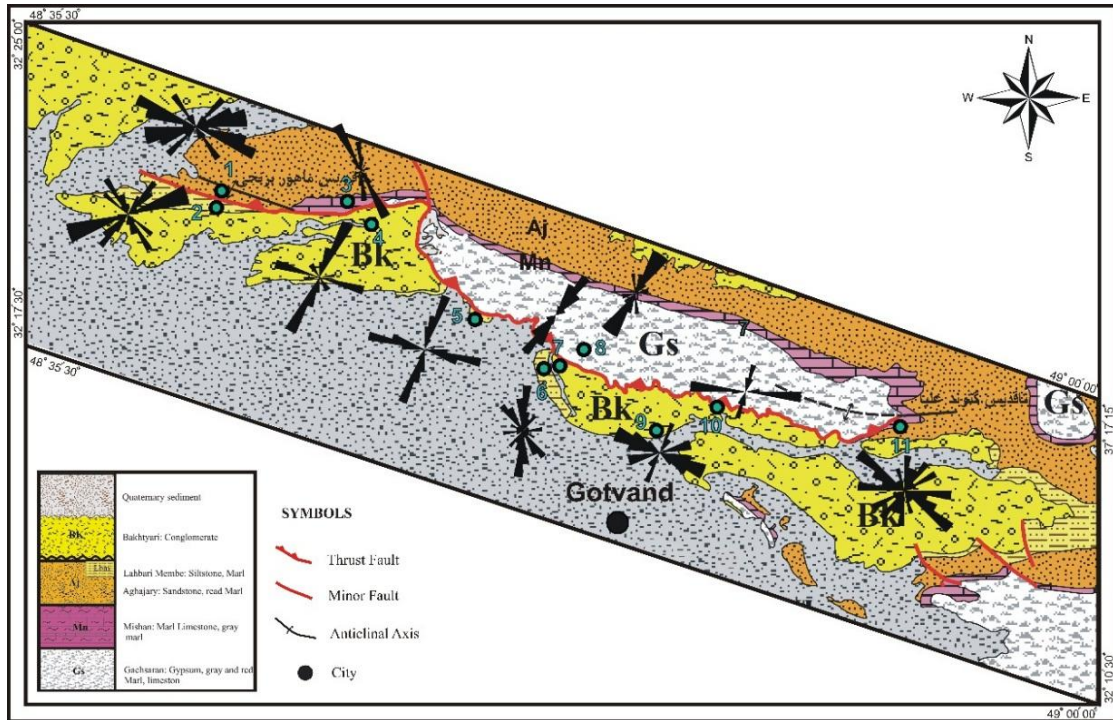 48° 35' 30"
32° 25' 00"
N
W
E
S
1
2
3
4
ماهور برنجی
Bk
Aj
Mn
7
32° 17' 30"
48° 35' 30"
5
6
7
8
Gs
49° 00' 00"
37° 17' 15"
Gs
Bk
9
10
11
Gotvand
Bk
Quaternary sediment
Bk
Bakhtyari: Conglomerate
Lbm
Lahbari Membe: Siltstone, Marl
Aj
Aghajary: Sandstone, read Marl
Mn
Mishan: Marl Limestone, gray
marl
Gs
Gachsaran: Gypsum, gray and red
Marl, limeston
SYMBOLS
Thrust Fault
Minor Fault
Anticlinal Axis
City
32° 10' 30"
49° 00' 00"